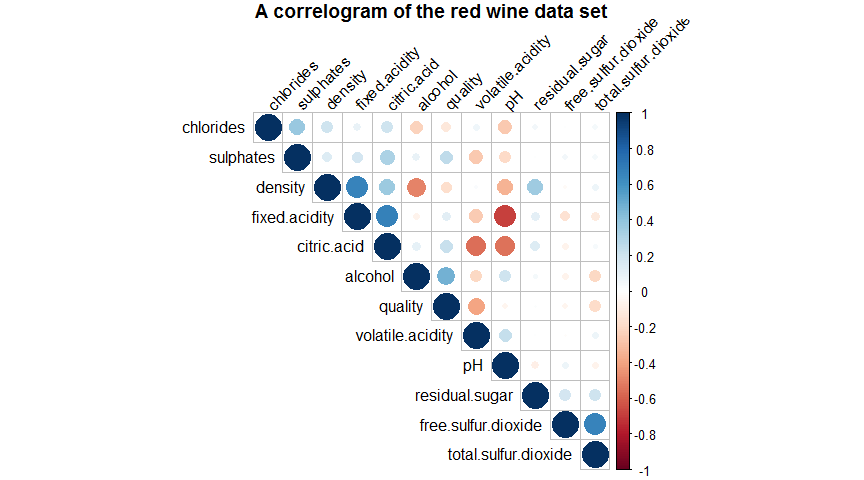 A correlogram of the red wine data set
chlorides
sulphates
density
fixed.acidity
citric.acid
alcohol
quality
volatile.acidity
pH
residual.sugar
free.sulfur.dioxide
total.sulfur.dioxide
chlorides
sulphates
density
fixed.acidity
citric.acid
alcohol
quality
volatile.acidity
pH
residual.sugar
free.sulfur.dioxide
total.sulfur.dioxide
1
0.8
0.6
0.4
0.2
0
-0.2
-0.4
-0.6
-0.8
-1